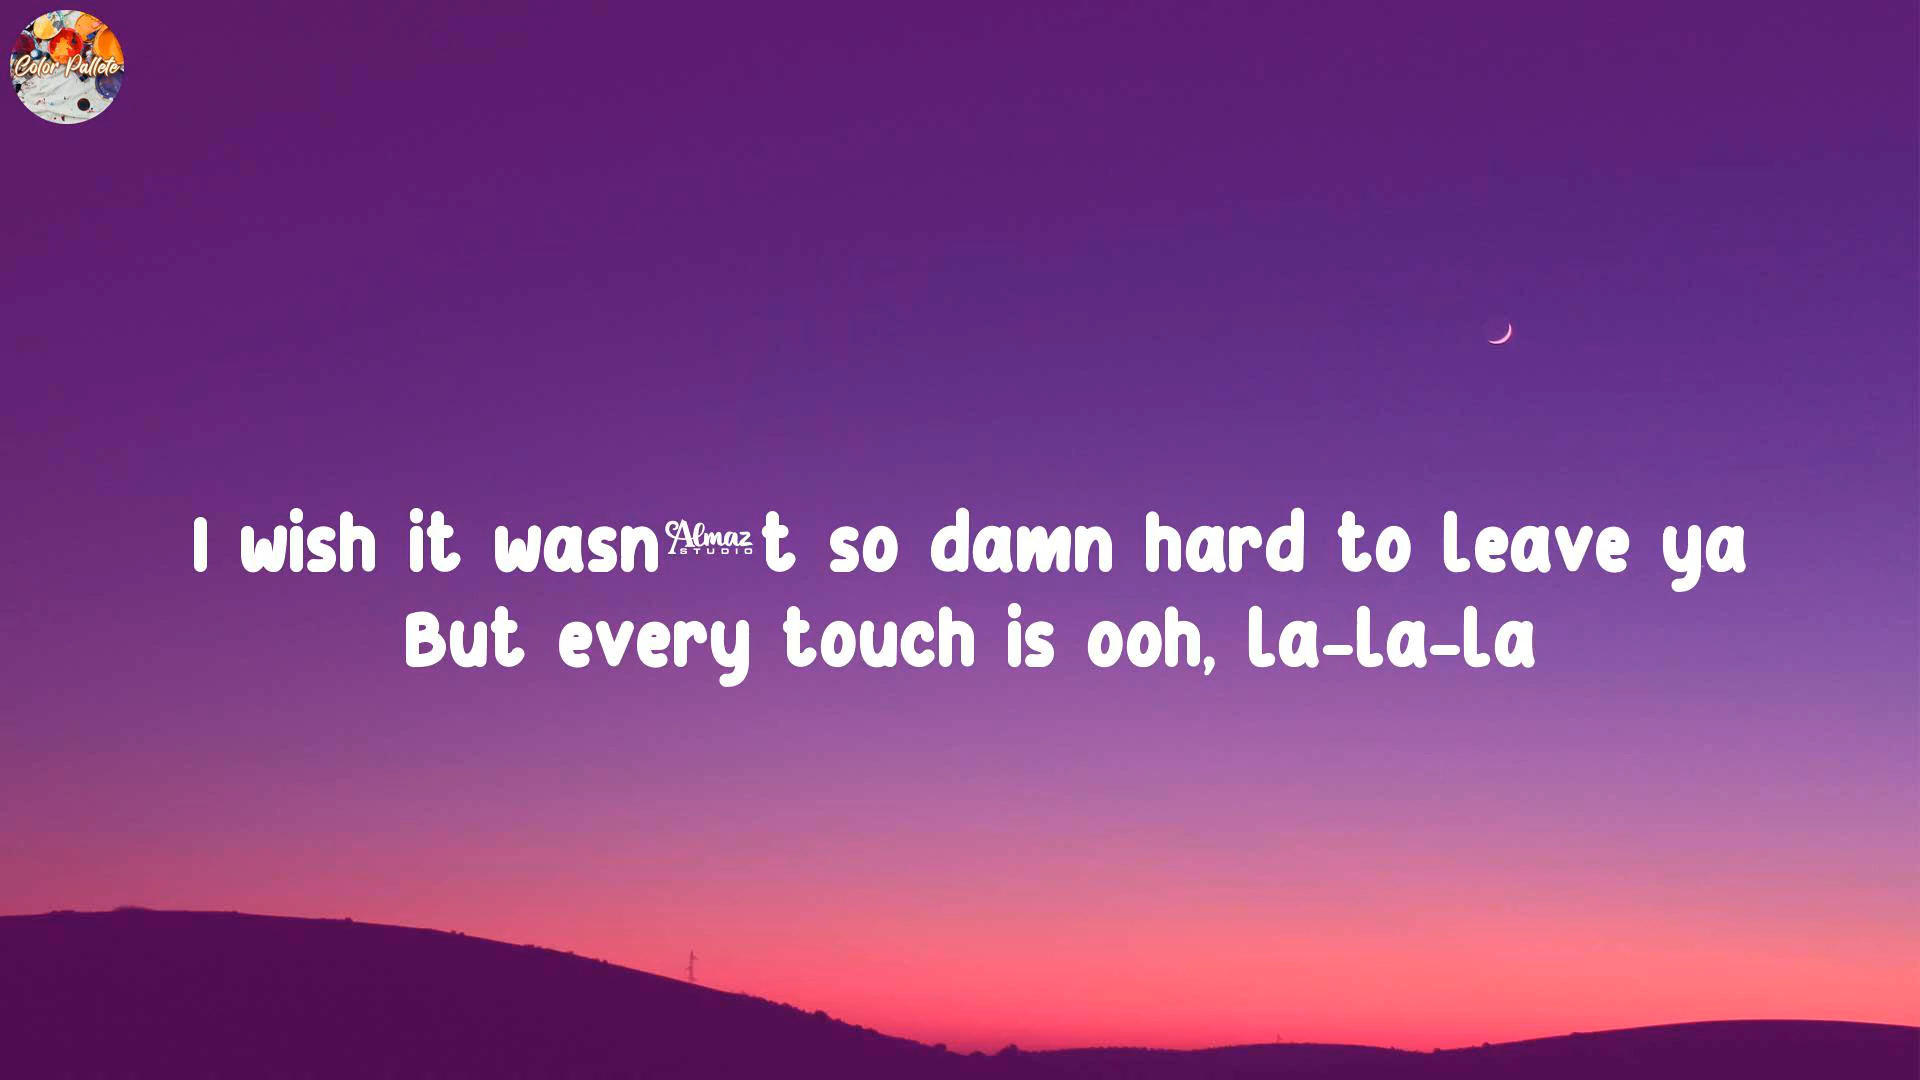 Color Pallete
I wish it wasn Almaz STUDIO t so damn hard to leave ya
But every touch is ooh, la-la-la